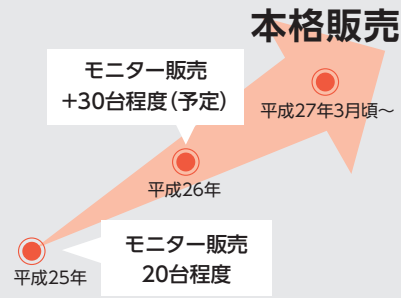 本格販売
モニター販売
+30台程度(予定)
平成27年3月頃~
平成26年
モニター販売
20台程度
平成25年